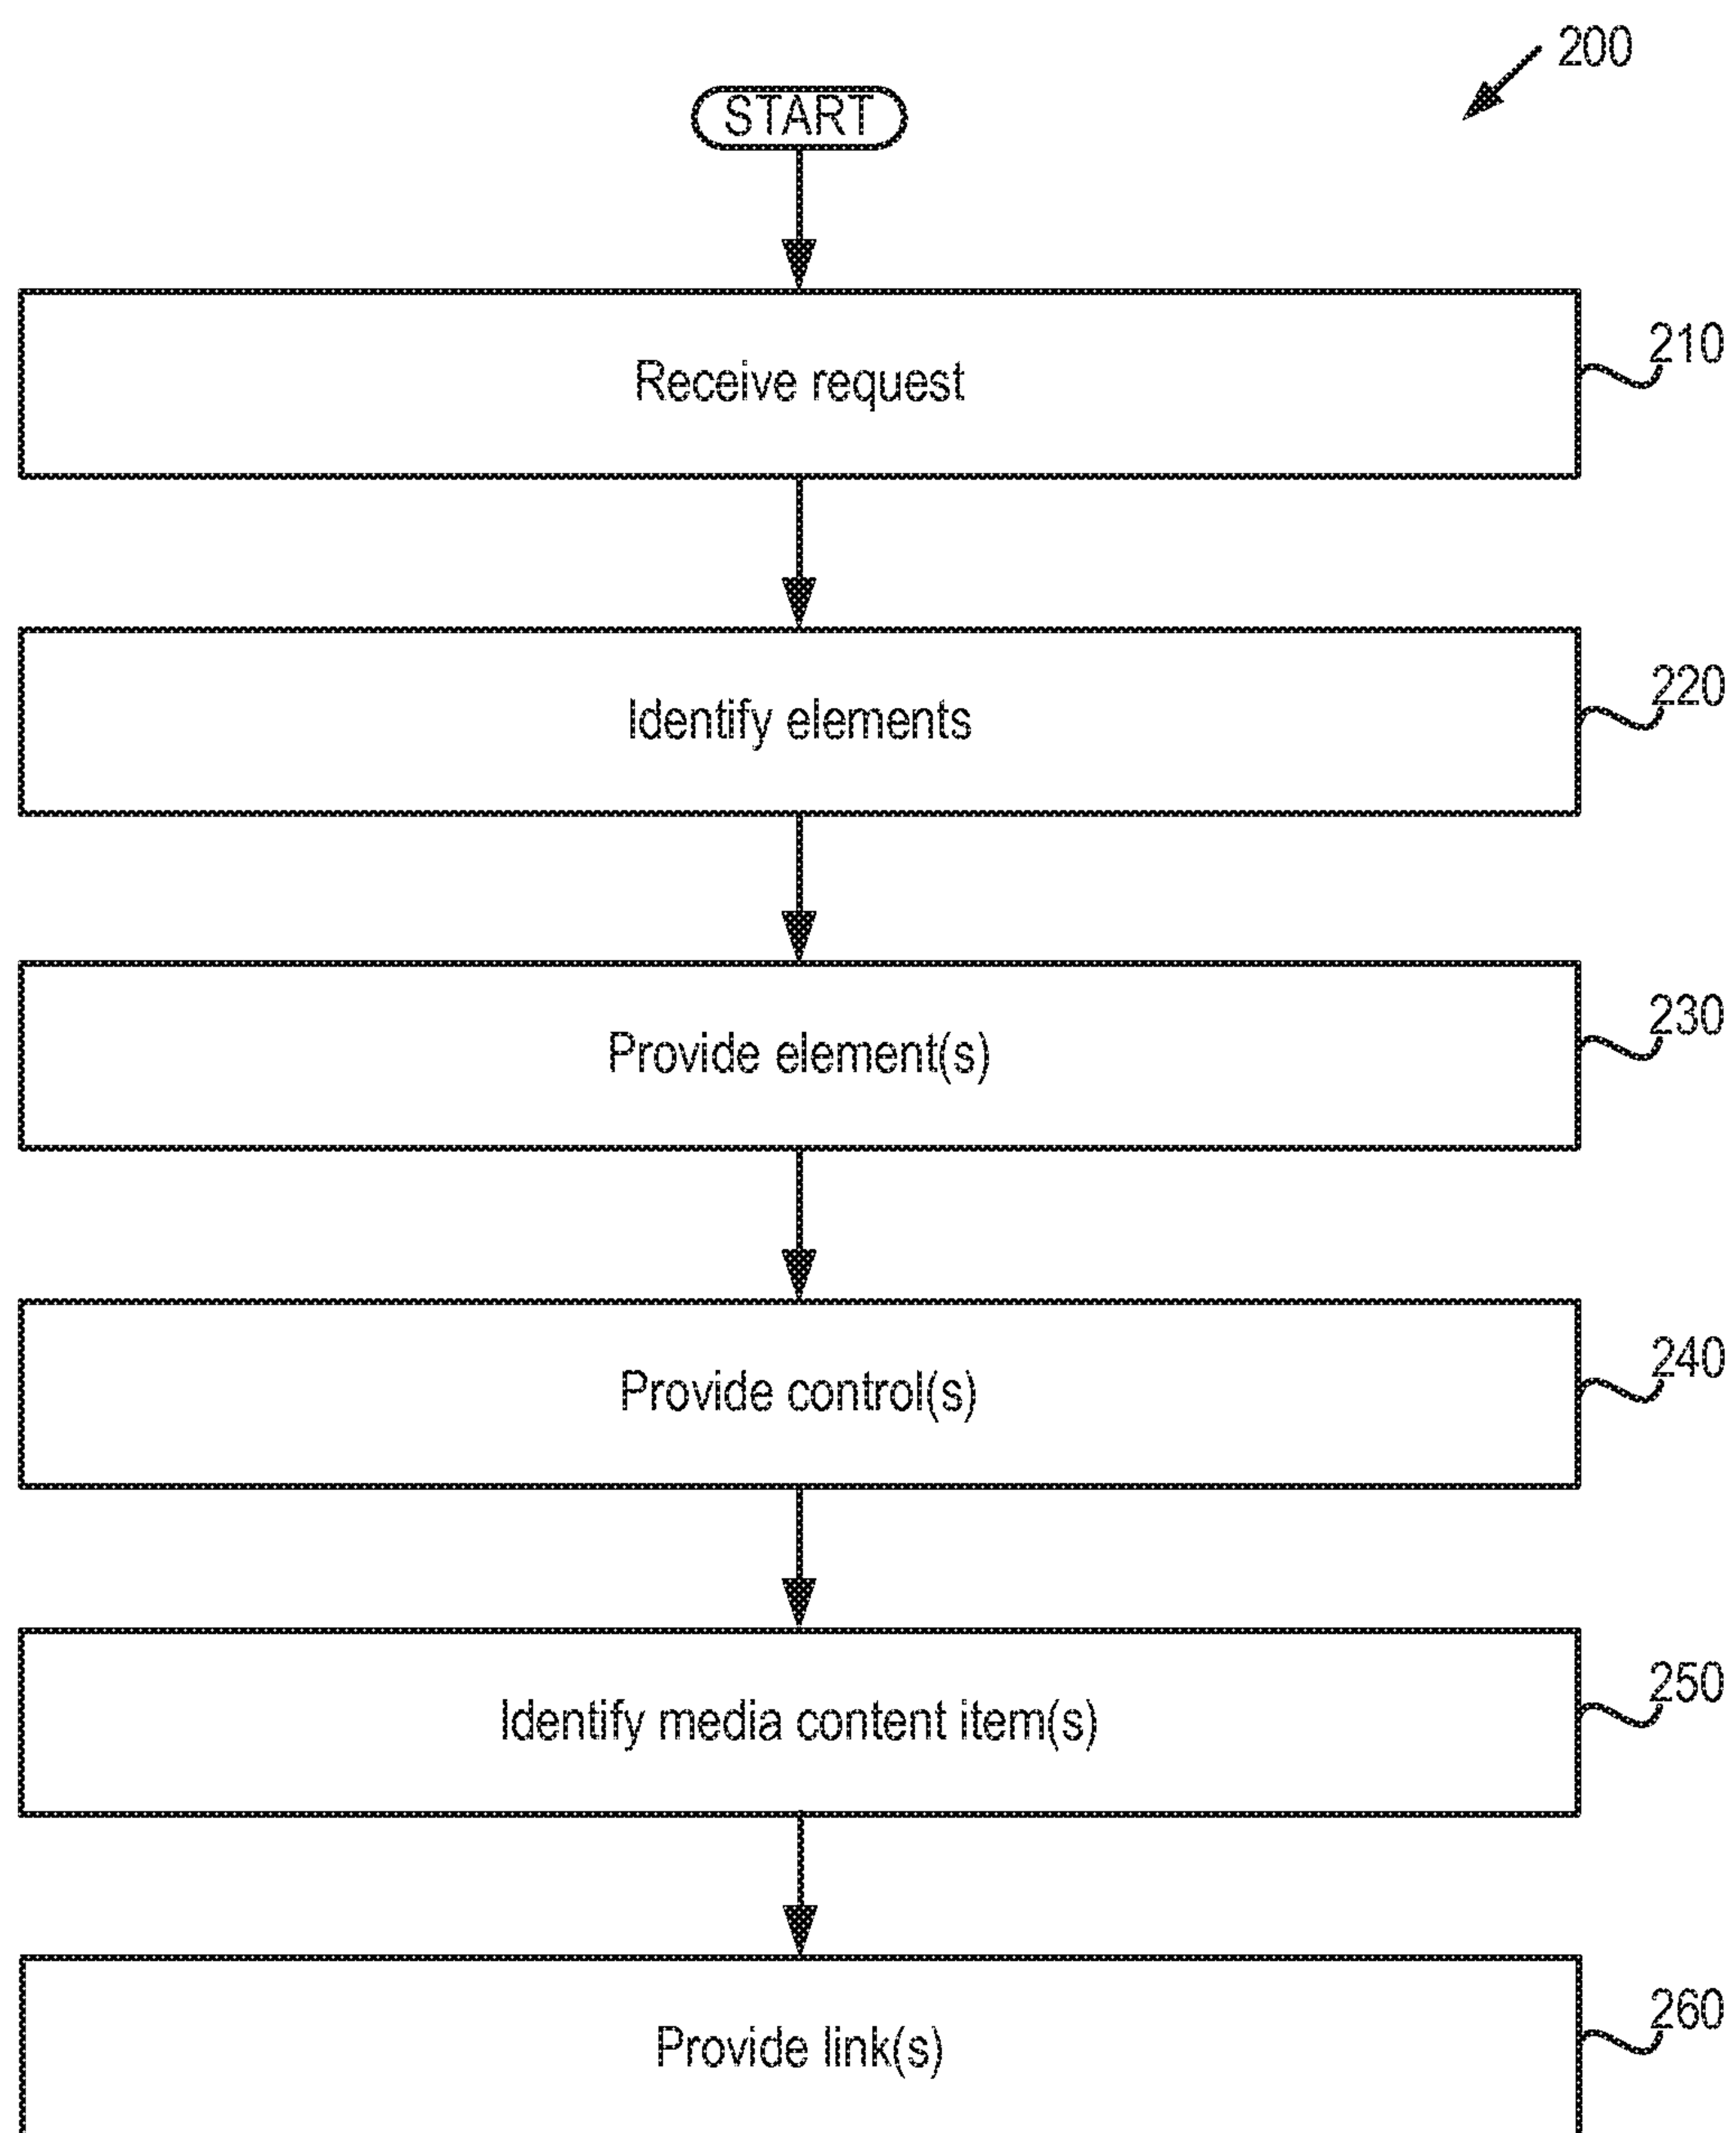 200
START
Receive request
210
Identify elements
220
Provide element(s)
230
Provide control(s)
240
Identify media content item(s)
250
Provide link(s)
260